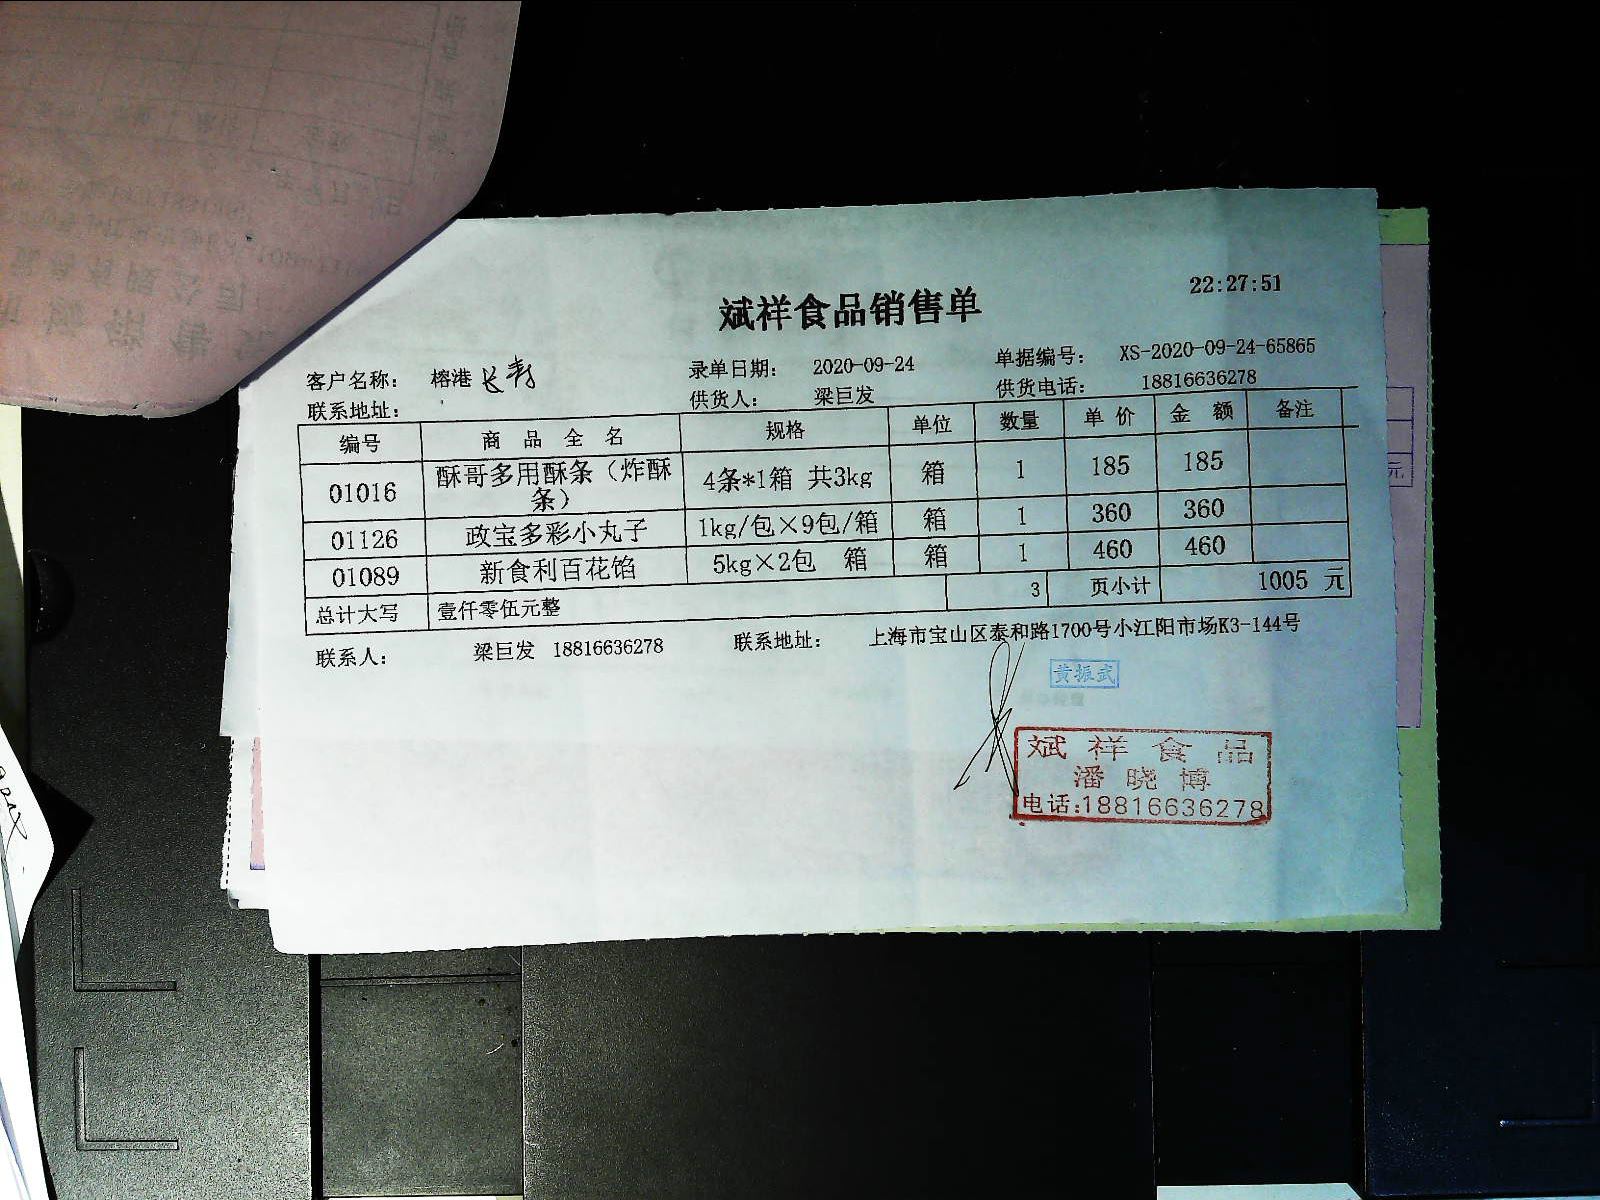 22:27:51
斌祥食品销售单
客户名称: 榕港 长寿 录单日期: 2020-09-24 单据编号: XS-2020-09-24-65865
联系地址: 供货人: 梁巨发 供货电话: 18816636278
编号 商品全名 规格 单位 数量 单价 金额 备注
01016 酥哥多用酥条（炸酥条） 4条*1箱 共3kg 箱 1 185 185
01126 政宝多彩小丸子 1kg/包×9包/箱 箱 1 360 360
01089 新食利百花馅 5kg×2包 箱 箱 1 460 460
总计大写 壹仟零伍元整 3 页小计 1005 元
联系人: 梁巨发 18816636278 联系地址: 上海市宝山区泰和路1700号小江阳市场K3-144号
黄振武
斌祥食品
潘晓博
电话:18816636278